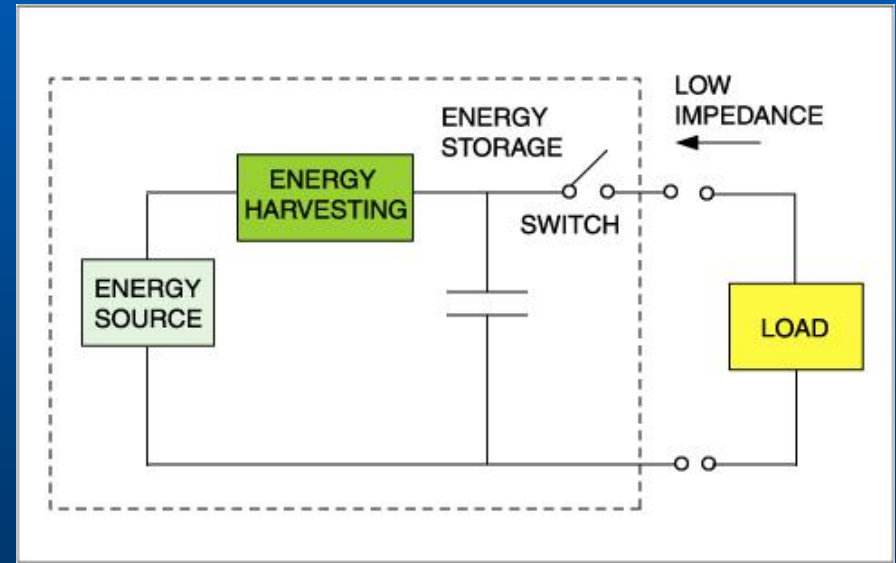 LOW
IMPEDANCE
ENERGY
STORAGE
ENERGY
HARVESTING
SWITCH
ENERGY
SOURCE
LOAD